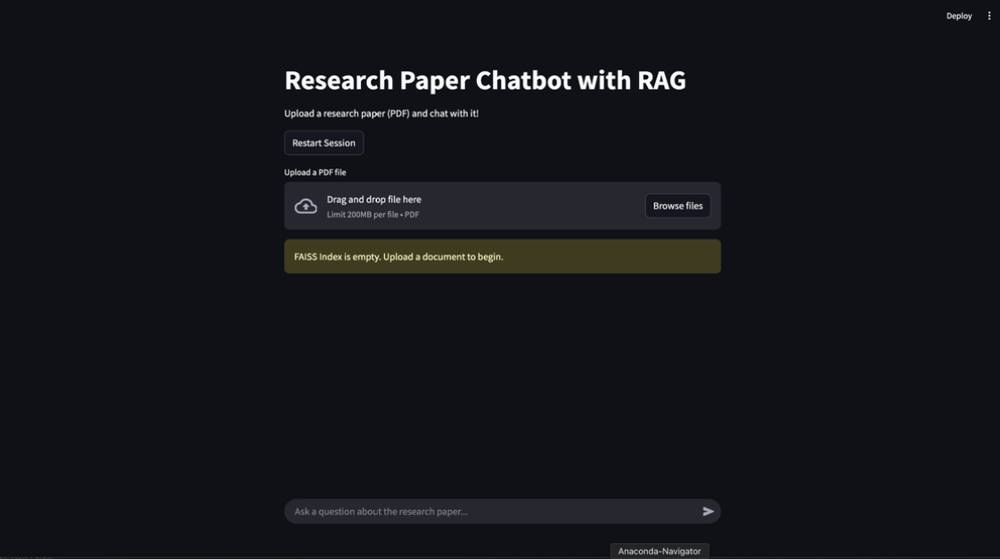 Deploy
Research Paper Chatbot with RAG
Upload a research paper (PDF) and chat with it!
Restart Session
Upload a PDF file
Drag and drop file here
Limit 200MB per file • PDF
Browse files
FAISS Index is empty. Upload a document to begin.
Ask a question about the research paper...
Anaconda-Navigator